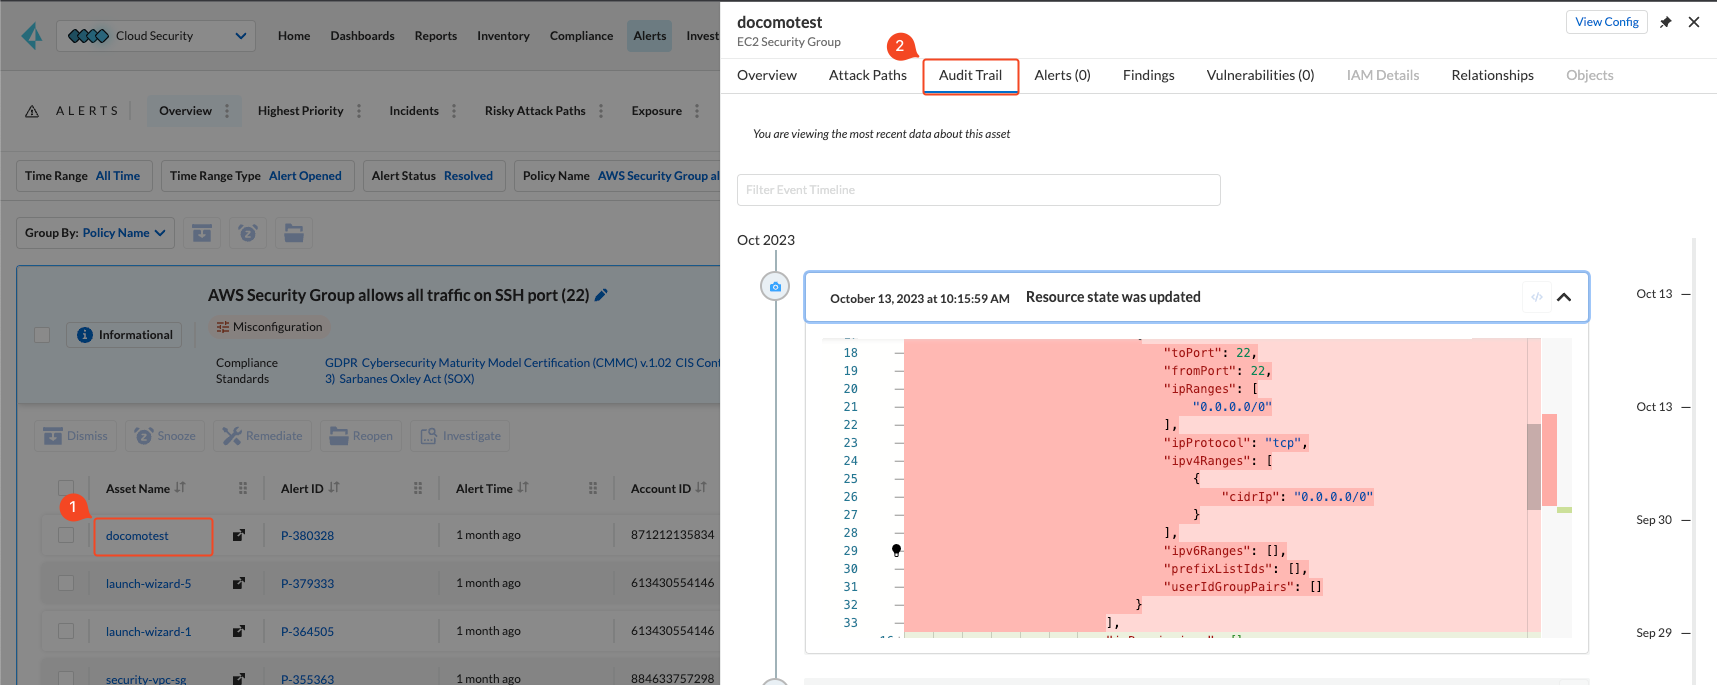 Cloud Security
Home Dashboards Reports Inventory Compliance Alerts Invest
ALERTS Overview Highest Priority Incidents Risky Attack Paths Exposure
Time Range All Time Time Range Type Alert Opened Alert Status Resolved Policy Name AWS Security Group al
Group By: Policy Name
AWS Security Group allows all traffic on SSH port (22)
Informational
Misconfiguration
Compliance Standards
GDPR Cybersecurity Maturity Model Certification (CMMC) v.1.02 CIS Cont
3) Sarbanes Oxley Act (SOX)
Dismiss Snooze Remediate Reopen Investigate
1
Asset Name Alert ID Alert Time Account ID
docomotest P-380328 1 month ago 871212135834
launch-wizard-5 P-379333 1 month ago 613430554146
launch-wizard-1 P-364505 1 month ago 613430554146
security-vpc-sg P-355363 1 month ago 884633757298
docomotest
EC2 Security Group
View Config
2
Overview Attack Paths Audit Trail Alerts (0) Findings Vulnerabilities (0) IAM Details Relationships Objects
You are viewing the most recent data about this asset
Filter Event Timeline
Oct 2023
October 13, 2023 at 10:15:59 AM Resource state was updated
</>
18 — "toPort": 22,
19 — "fromPort": 22,
20 — "ipRanges": [
21 — "0.0.0.0/0"
22 — ],
23 — "ipProtocol": "tcp",
24 — "ipv4Ranges": [
25 — {
26 — "cidrIp": "0.0.0.0/0"
27 — }
28 — ],
29 — "ipv6Ranges": [],
30 — "prefixListIds": [],
31 — "userIdGroupPairs": []
32 — }
33 — ],
Oct 13
Oct 13
Sep 30
Sep 29